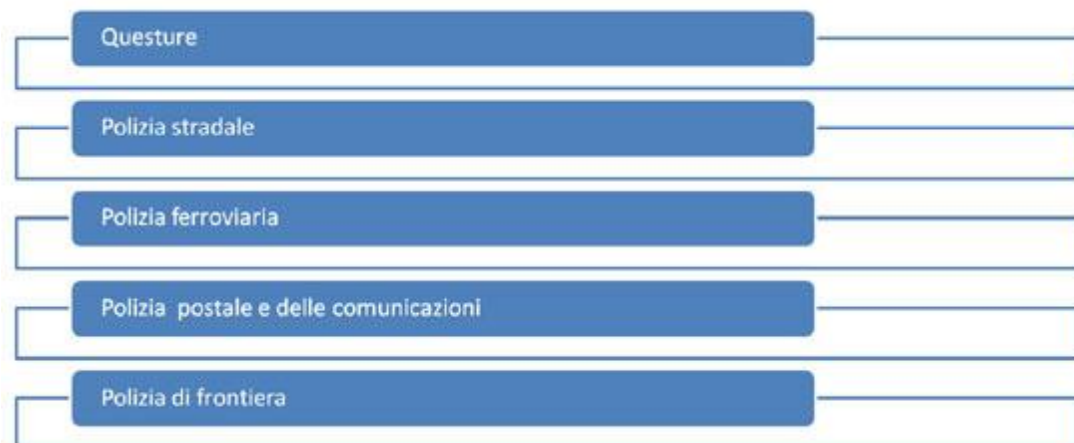 Questure
Polizia stradale
Polizia ferroviaria
Polizia  postale e delle comunicazioni
Polizia di frontiera